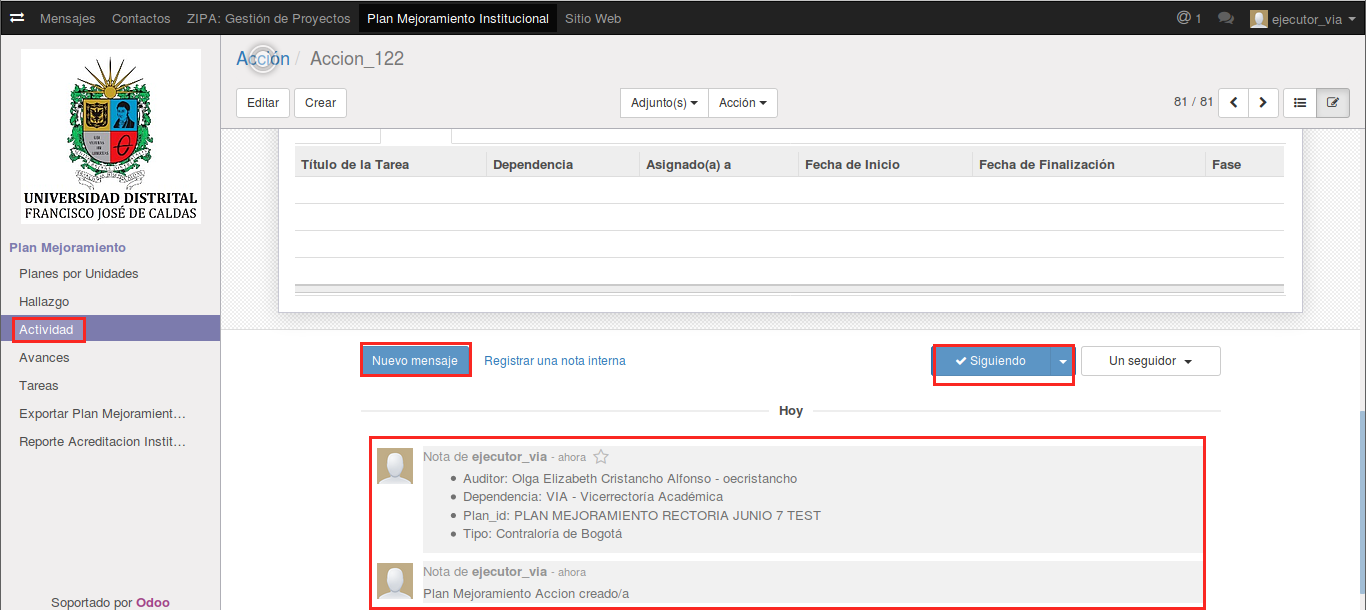 Mensajes Contactos ZIPA: Gestión de Proyectos Plan Mejoramiento Institucional Sitio Web @ 1 ejecutor_via
UNIVERSIDAD DISTRITAL
FRANCISCO JOSÉ DE CALDAS
Plan Mejoramiento
Planes por Unidades
Hallazgo
Actividad
Avances
Tareas
Exportar Plan Mejoramient...
Reporte Acreditacion Instit...
Soportado por Odoo
Acción / Accion_122
Editar Crear Adjunto(s) Acción 81 / 81
Título de la Tarea Dependencia Asignado(a) a Fecha de Inicio Fecha de Finalización Fase
Nuevo mensaje Registrar una nota interna Siguiendo Un seguidor
Hoy
Nota de ejecutor_via - ahora
Auditor: Olga Elizabeth Cristancho Alfonso - oecristancho
Dependencia: VIA - Vicerrectoría Académica
Plan_id: PLAN MEJORAMIENTO RECTORIA JUNIO 7 TEST
Tipo: Contraloría de Bogotá
Nota de ejecutor_via - ahora
Plan Mejoramiento Accion creado/a